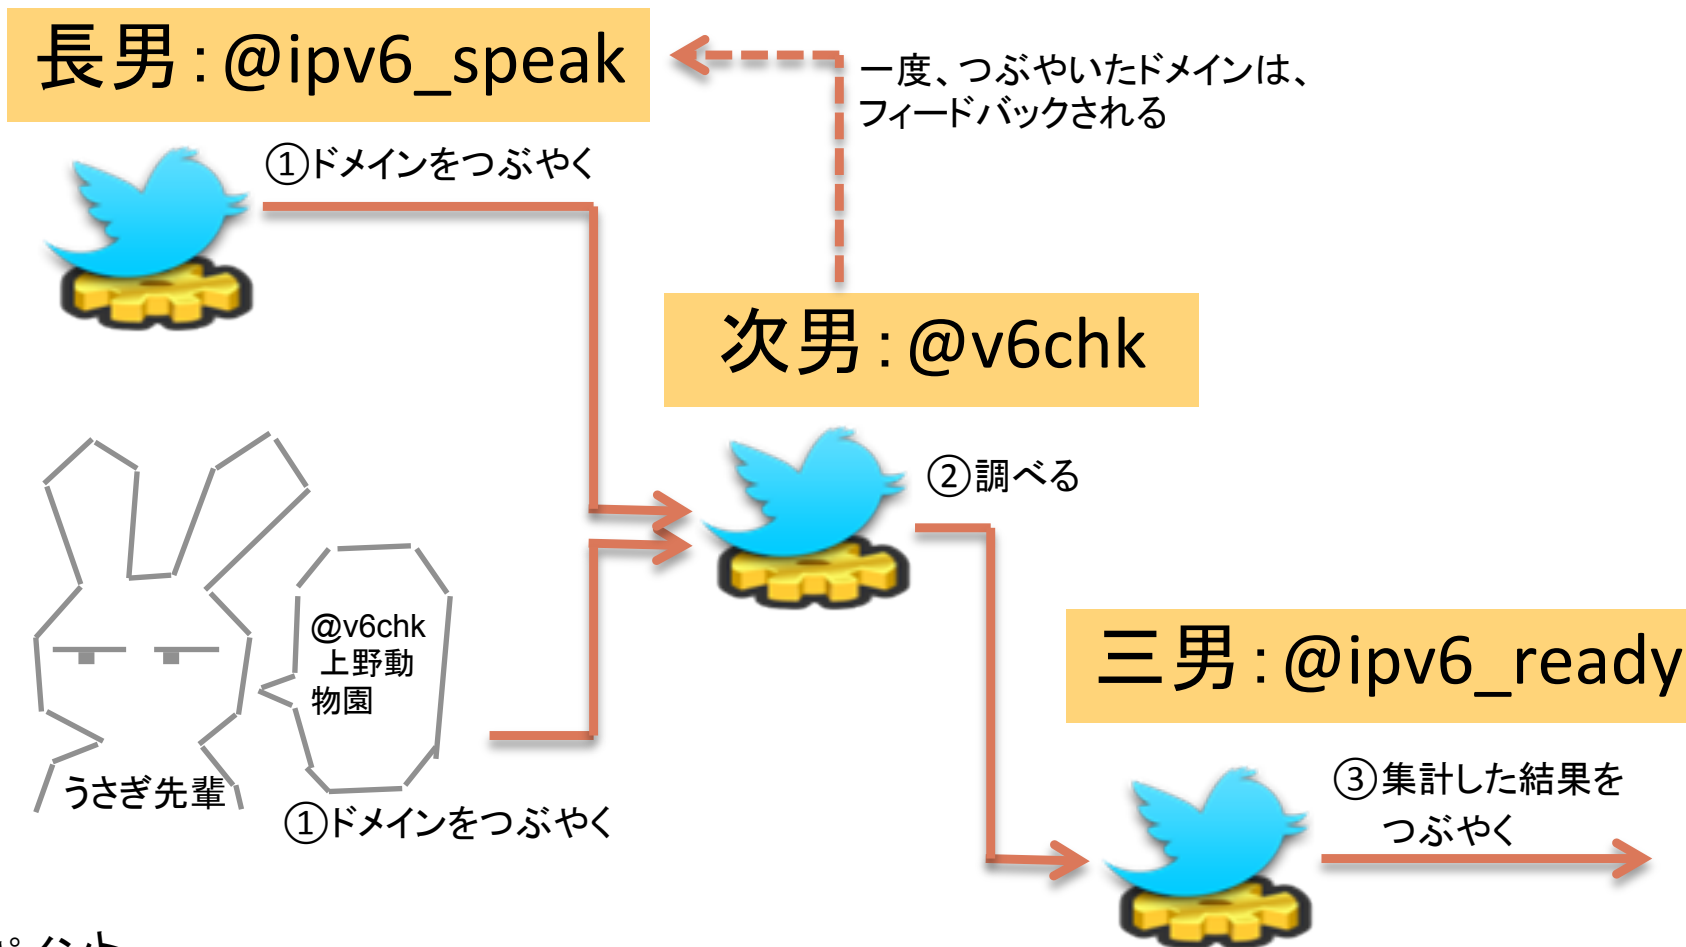 長男：@ipv6_speak
一度、つぶやいたドメインは、
フィードバックされる
①ドメインをつぶやく
次男：@v6chk
②調べる
@v6chk
上野動
物園
うさぎ先輩
①ドメインをつぶやく
三男：@ipv6_ready
③集計した結果を
つぶやく